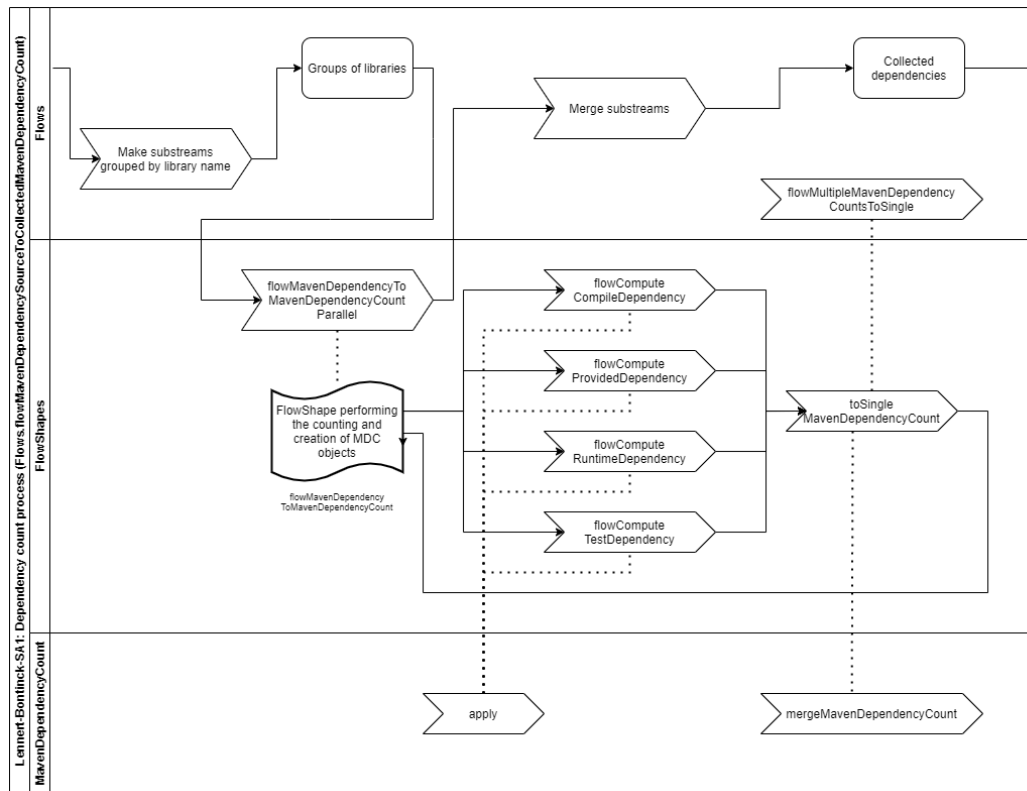 Lennert-Bontinck-SA1: Dependency count process (Flows.flowMavenDependencySourceToCollectedMavenDependencyCount)
Flows
Groups of libraries
Collected
dependencies
Merge substreams
Make substreams
grouped by library name
flowMultipleMavenDependency
CountsToSingle
FlowShapes
flowMavenDependencyTo
MavenDependencyCount
Parallel
flowCompute
CompileDependency
flowCompute
ProvidedDependency
FlowShape performing
the counting and
creation of MDC
objects
toSingle
MavenDependencyCount
flowCompute
RuntimeDependency
flowMavenDependency
ToMavenDependencyCount
flowCompute
TestDependency
MavenDependencyCount
apply
mergeMavenDependencyCount